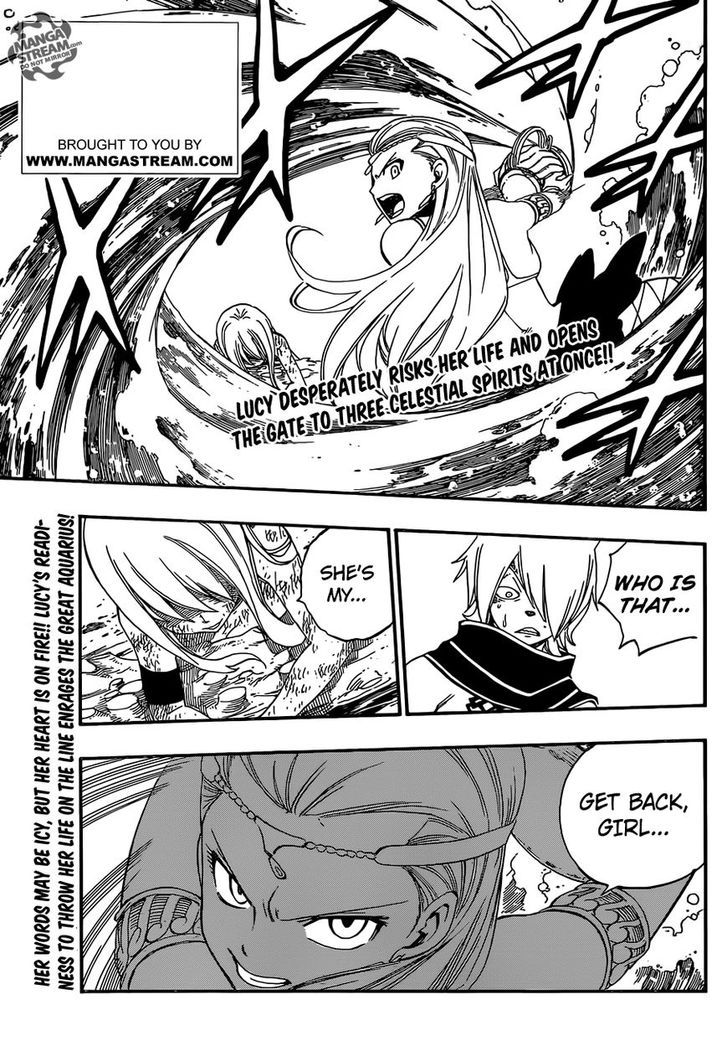 MANGA
STREAM.com
DO NOT MIRROR
BROUGHT TO YOU BY
WWW.MANGASTREAM.COM
LUCY DESPERATELY RISKS HER LIFE AND OPENS
THE GATE TO THREE CELESTIAL SPIRITS AT ONCE!!
WHO IS
THAT...
SHE'S
MY...
GET BACK,
GIRL...
HER WORDS MAY BE ICY, BUT HER HEART IS ON FIRE!! LUCY'S READI-
NESS TO THROW HER LIFE ON THE LINE ENRAGES THE GREAT AQUARIUS!